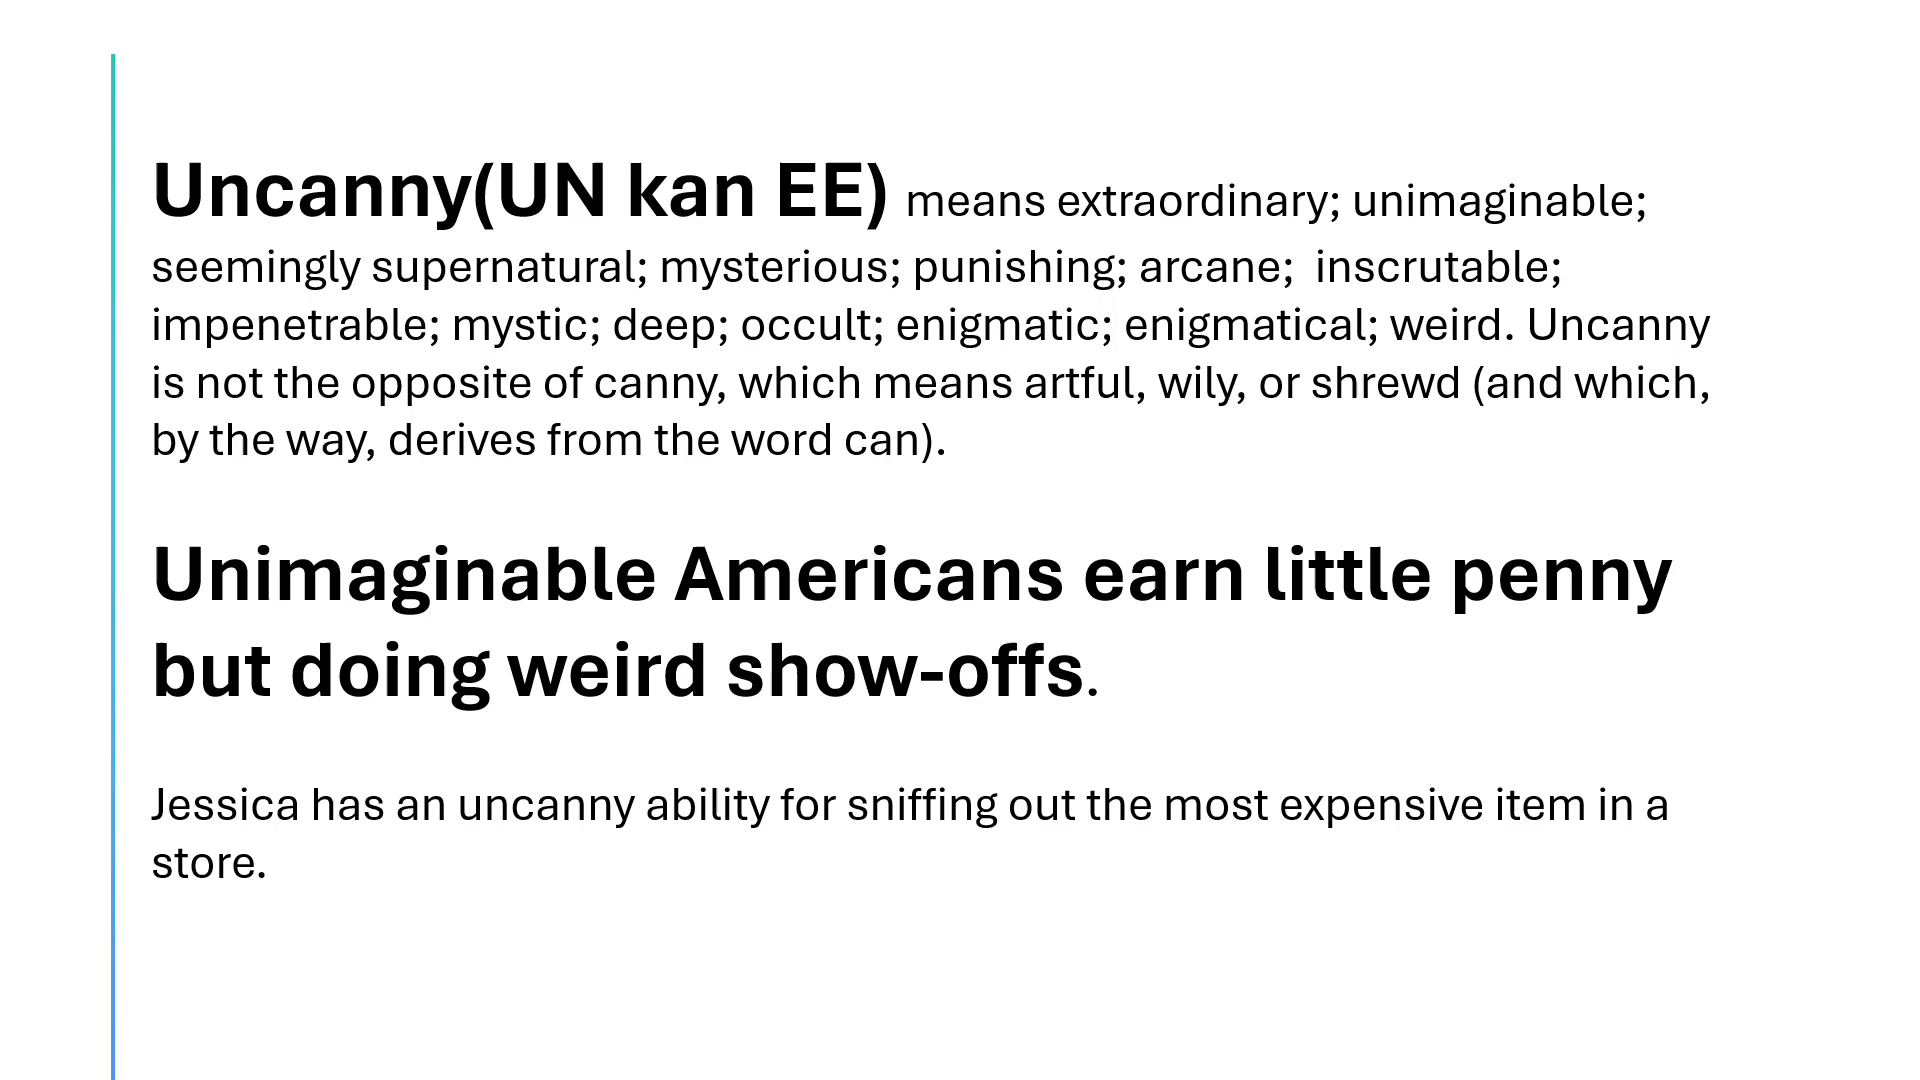 Uncanny(UN kan EE) means extraordinary; unimaginable;
seemingly supernatural; mysterious; punishing; arcane;  inscrutable;
impenetrable; mystic; deep; occult; enigmatic; enigmatical; weird. Uncanny
is not the opposite of canny, which means artful, wily, or shrewd (and which,
by the way, derives from the word can).
Unimaginable Americans earn little penny
but doing weird show-offs.
Jessica has an uncanny ability for sniffing out the most expensive item in a
store.